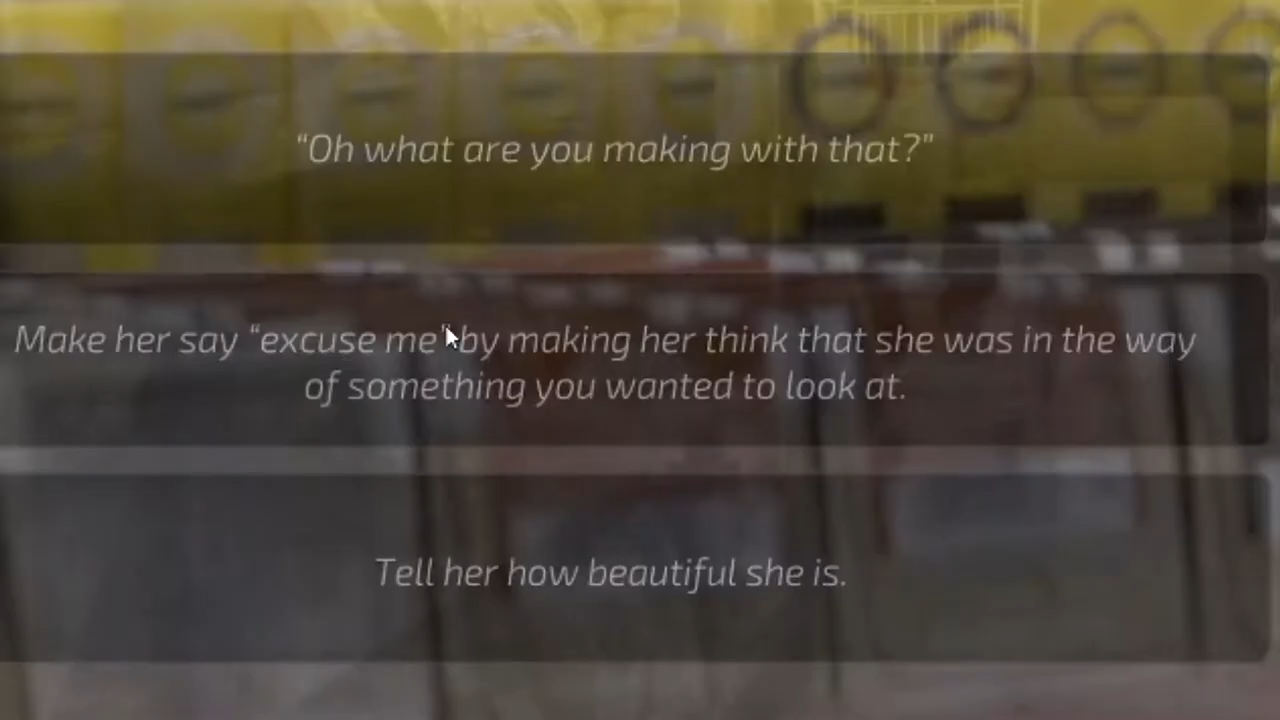 “Oh what are you making with that?”
Make her say “excuse me” by making her think that she was in the way
of something you wanted to look at.
Tell her how beautiful she is.